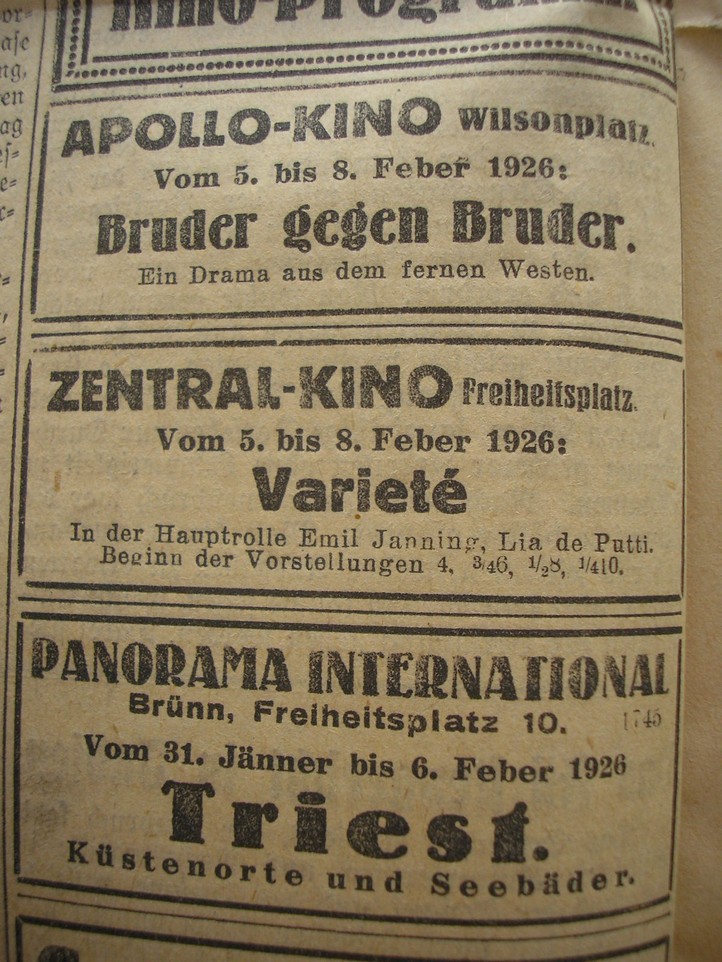 Kino-Programm
APOLLO-KINO Wilsonplatz.
Vom 5. bis 8. Feber 1926:
Bruder gegen Bruder.
Ein Drama aus dem fernen Westen.
ZENTRAL-KINO Freiheitsplatz.
Vom 5. bis 8. Feber 1926:
Varieté
In der Hauptrolle Emil Janning, Lia de Putti.
Beginn der Vorstellungen 4, 3/46, 1/28, 1/410.
PANORAMA INTERNATIONAL
Brünn, Freiheitsplatz 10.
1745
Vom 31. Jänner bis 6. Feber 1926
Triest.
Küstenorte und Seebäder.